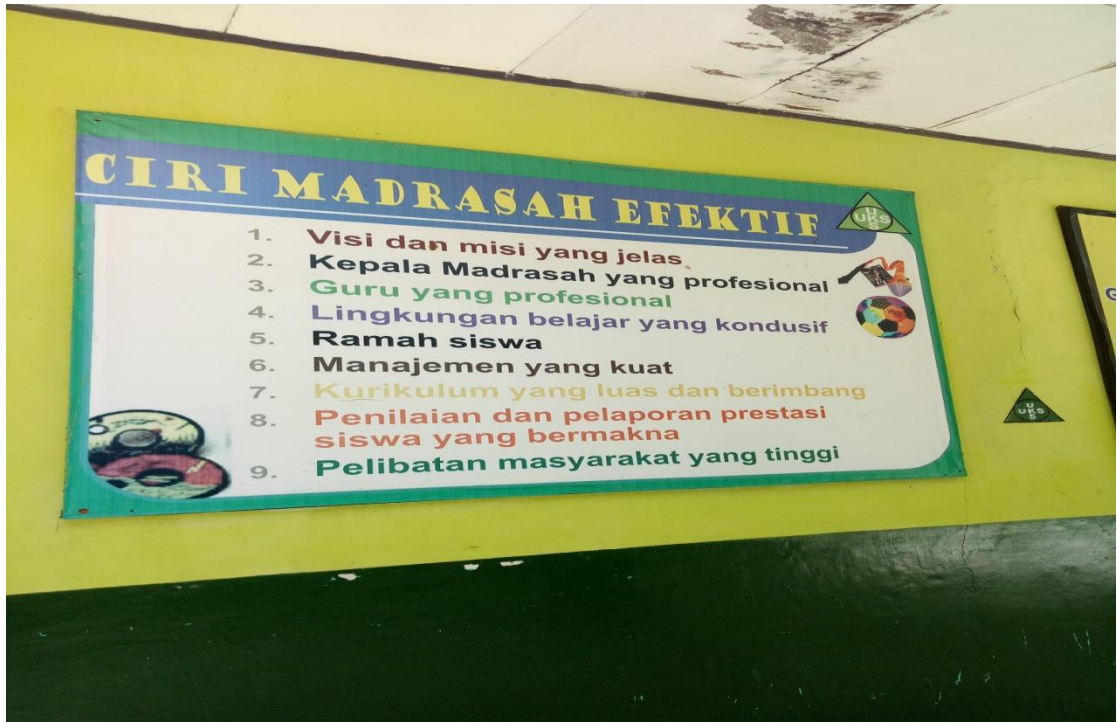 CIRI MADRASAH EFEKTIF
UKS
1. Visi dan misi yang jelas
2. Kepala Madrasah yang profesional
3. Guru yang profesional
4. Lingkungan belajar yang kondusif
5. Ramah siswa
6. Manajemen yang kuat
7. Kurikulum yang luas dan berimbang
8. Penilaian dan pelaporan prestasi
siswa yang bermakna
9. Pelibatan masyarakat yang tinggi
UKS